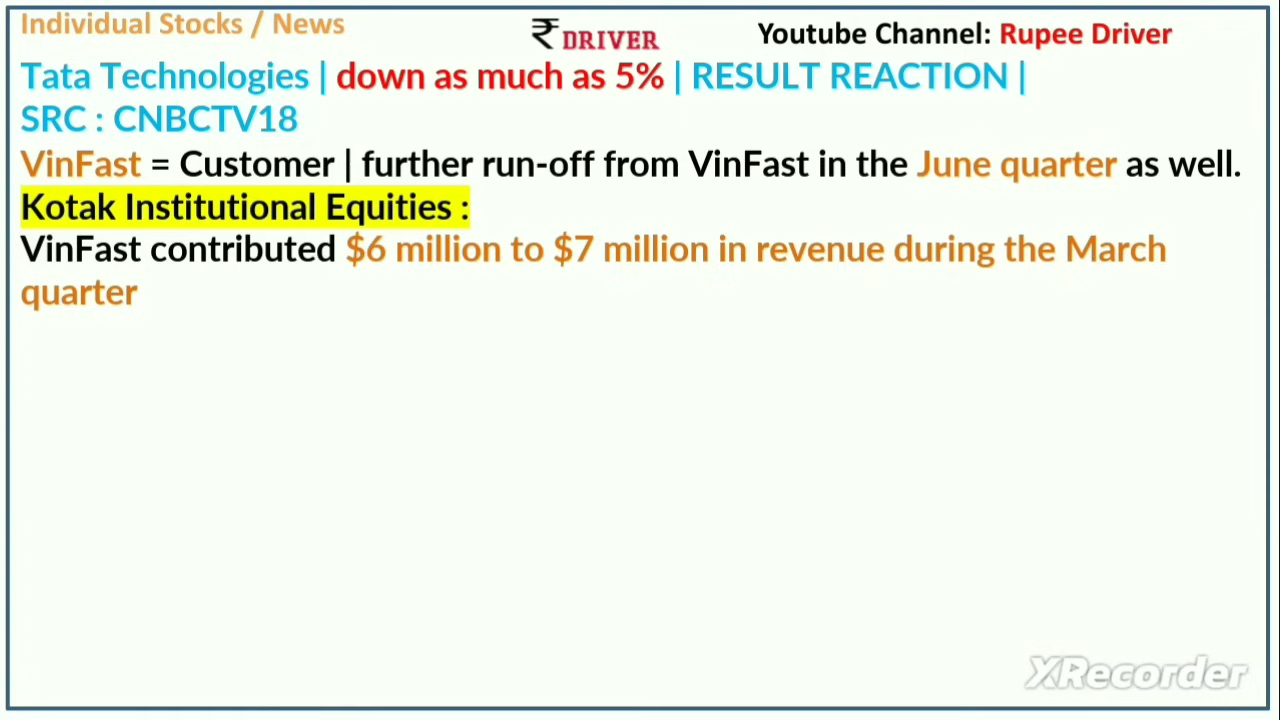 Individual Stocks / News
₹ DRIVER
Youtube Channel: Rupee Driver
Tata Technologies | down as much as 5% | RESULT REACTION |
SRC : CNBCTV18
VinFast = Customer | further run-off from VinFast in the June quarter as well.
Kotak Institutional Equities :
VinFast contributed $6 million to $7 million in revenue during the March
quarter
XRecorder